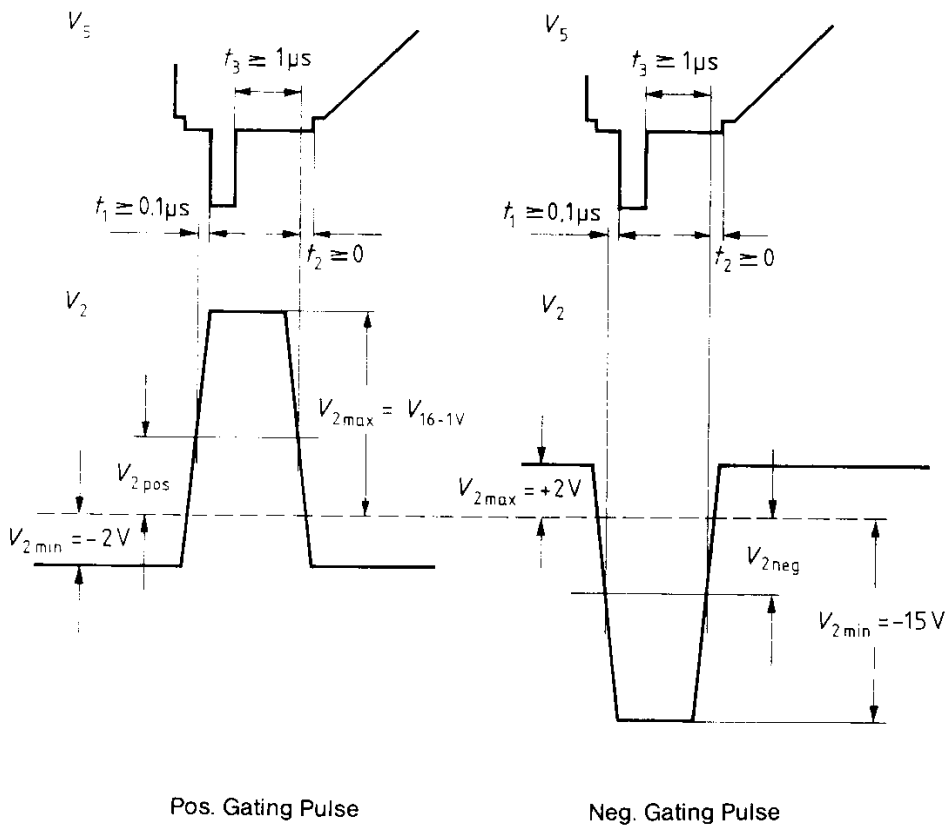 V5
t3 ≥ 1µs
t1 ≥ 0.1µs
t2 ≥ 0
V2
V2max = V16-1V
V2pos
V2min = -2V
Pos. Gating Pulse
V5
t3 ≥ 1µs
t1 ≥ 0,1µs
t2 ≥ 0
V2
V2max = +2V
V2neg
V2min = -15V
Neg. Gating Pulse